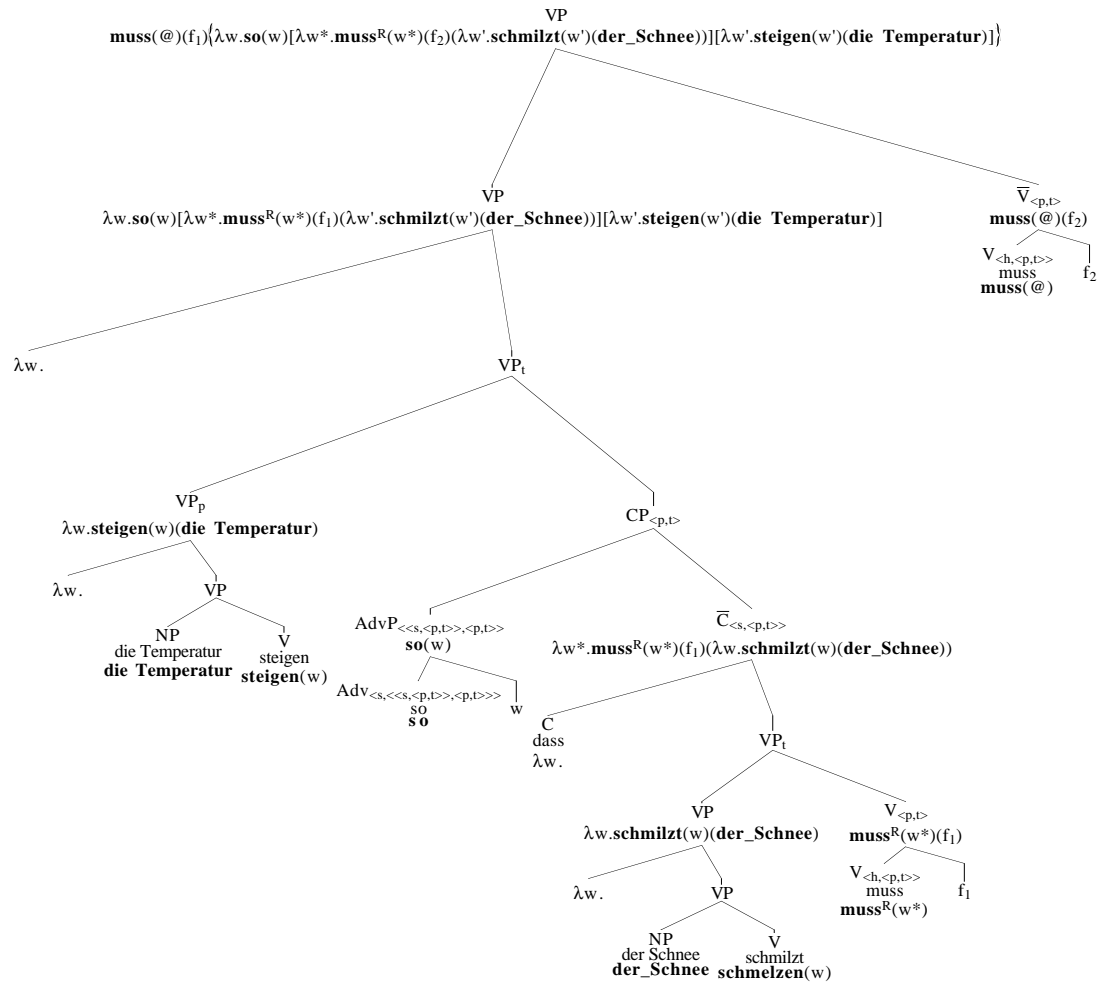 VP
muss(@)(f₁){λw.so(w)[λw*.mussᴿ(w*)(f₂)(λw'.schmilzt(w')(der_Schnee))][λw'.steigen(w')(die Temperatur)]}
VP
λw.so(w)[λw*.mussᴿ(w*)(f₁)(λw'.schmilzt(w')(der_Schnee))][λw'.steigen(w')(die Temperatur)]
V̅<p,t>
muss(@)(f₂)
V<h,<p,t>>
muss
muss(@)
f₂
λw.
VPₜ
VPₚ
λw.steigen(w)(die Temperatur)
CP<p,t>
λw.
VP
NP
die Temperatur
die Temperatur
V
steigen
steigen(w)
AdvP<<s,<p,t>>,<p,t>>
so(w)
C̅<s,<p,t>>
λw*.mussᴿ(w*)(f₁)(λw.schmilzt(w)(der_Schnee))
Adv<s,<<s,<p,t>>,<p,t>>>
so
so
w
C
dass
λw.
VPₜ
VP
λw.schmilzt(w)(der_Schnee)
V<p,t>
mussᴿ(w*)(f₁)
λw.
VP
V<h,<p,t>>
muss
mussᴿ(w*)
f₁
NP
der Schnee
der_Schnee
V
schmilzt
schmelzen(w)